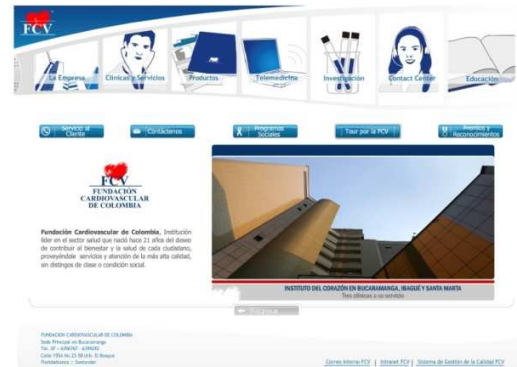 FCV
La Empresa
Clínicas y Servicios
Productos
Telemedicina
Investigación
Contact Center
Educación
Servicio al Cliente
Contáctenos
Programas Sociales
Tour por la FCV
Premios y Reconocimientos
FCV
FUNDACIÓN
CARDIOVASCULAR
DE COLOMBIA
Fundación Cardiovascular de Colombia, Institución
líder en el sector salud que nació hace 21 años del deseo
de contribuir al bienestar y la salud de cada ciudadano,
proveyéndole servicios y atención de la más alta calidad,
sin distingos de clase o condición social.
INSTITUTO DEL CORAZÓN EN BUCARAMANGA, IBAGUÉ Y SANTA MARTA
Tres clínicas a su servicio
FUNDACIÓN CARDIOVASCULAR DE COLOMBIA
Sede Principal en Bucaramanga
Floridablanca - Santander
Correo Interno FCV | Intranet FCV | Sistema de Gestión de la Calidad FCV